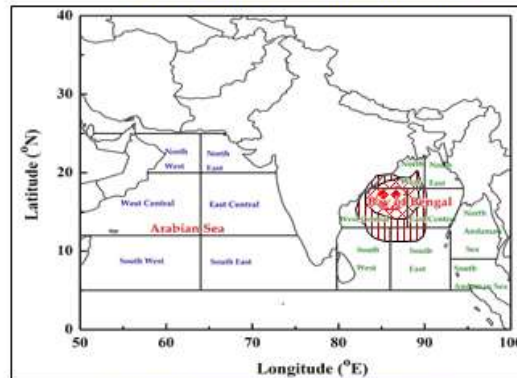 40
30
20
10
0
Latitude (°N)
North
West
North
East
West Central
East Central
Arabian Sea
South West
South East
North
West
North
East
Bay of Bengal
West Central
East Central
North
Andaman
Sea
South
West
South
East
South
Andaman Sea
50
60
70
80
90
100
Longitude (°E)